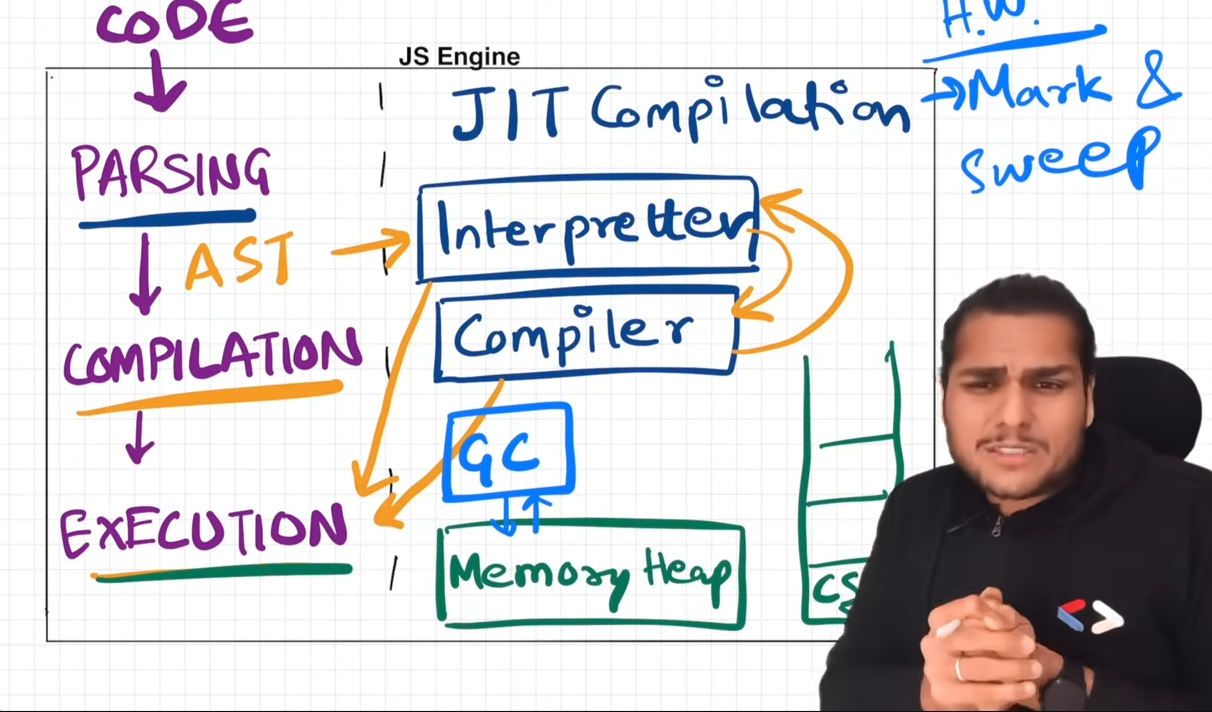 CODE
JS Engine
H.W.
→ Mark &
Sweep
JIT Compilation
PARSING
AST
Interpretter
COMPILATION
Compiler
GC
EXECUTION
Memory Heap
CS